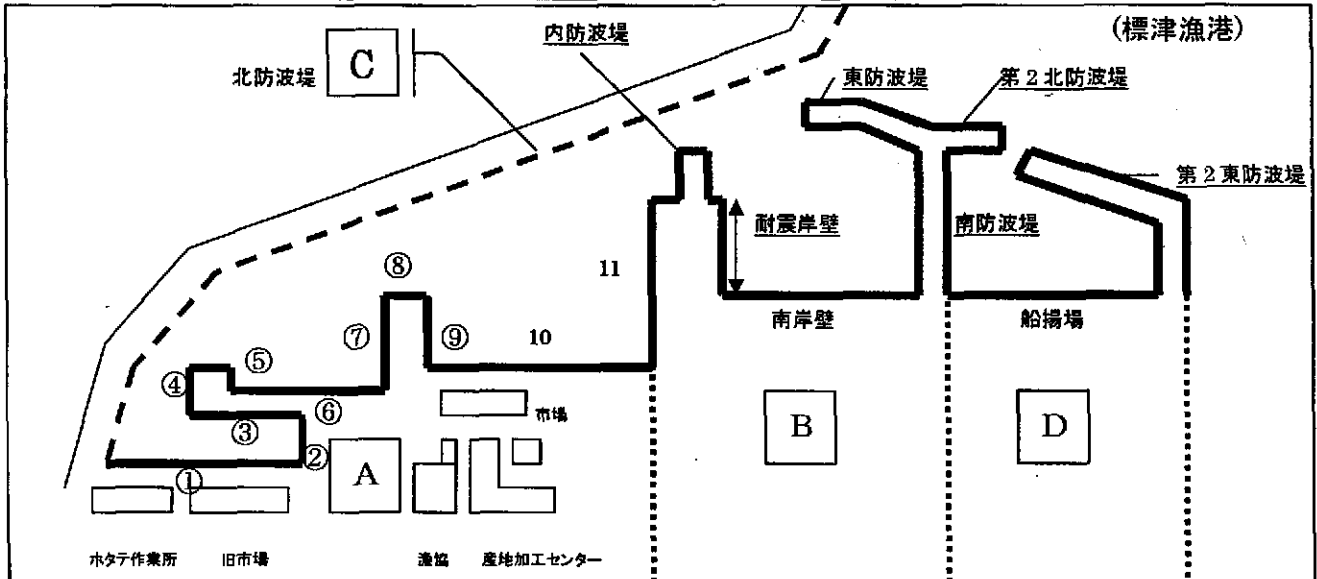 (標津漁港)
内防波堤
C
北防波堤
東防波堤
第2北防波堤
第2東防波堤
耐震岸壁
南防波堤
⑧
11
南岸壁
船揚場
⑦
⑨
10
⑤
④
⑥
市場
③
B
D
②
A
①
ホタテ作業所
旧市場
漁協
産地加工センター